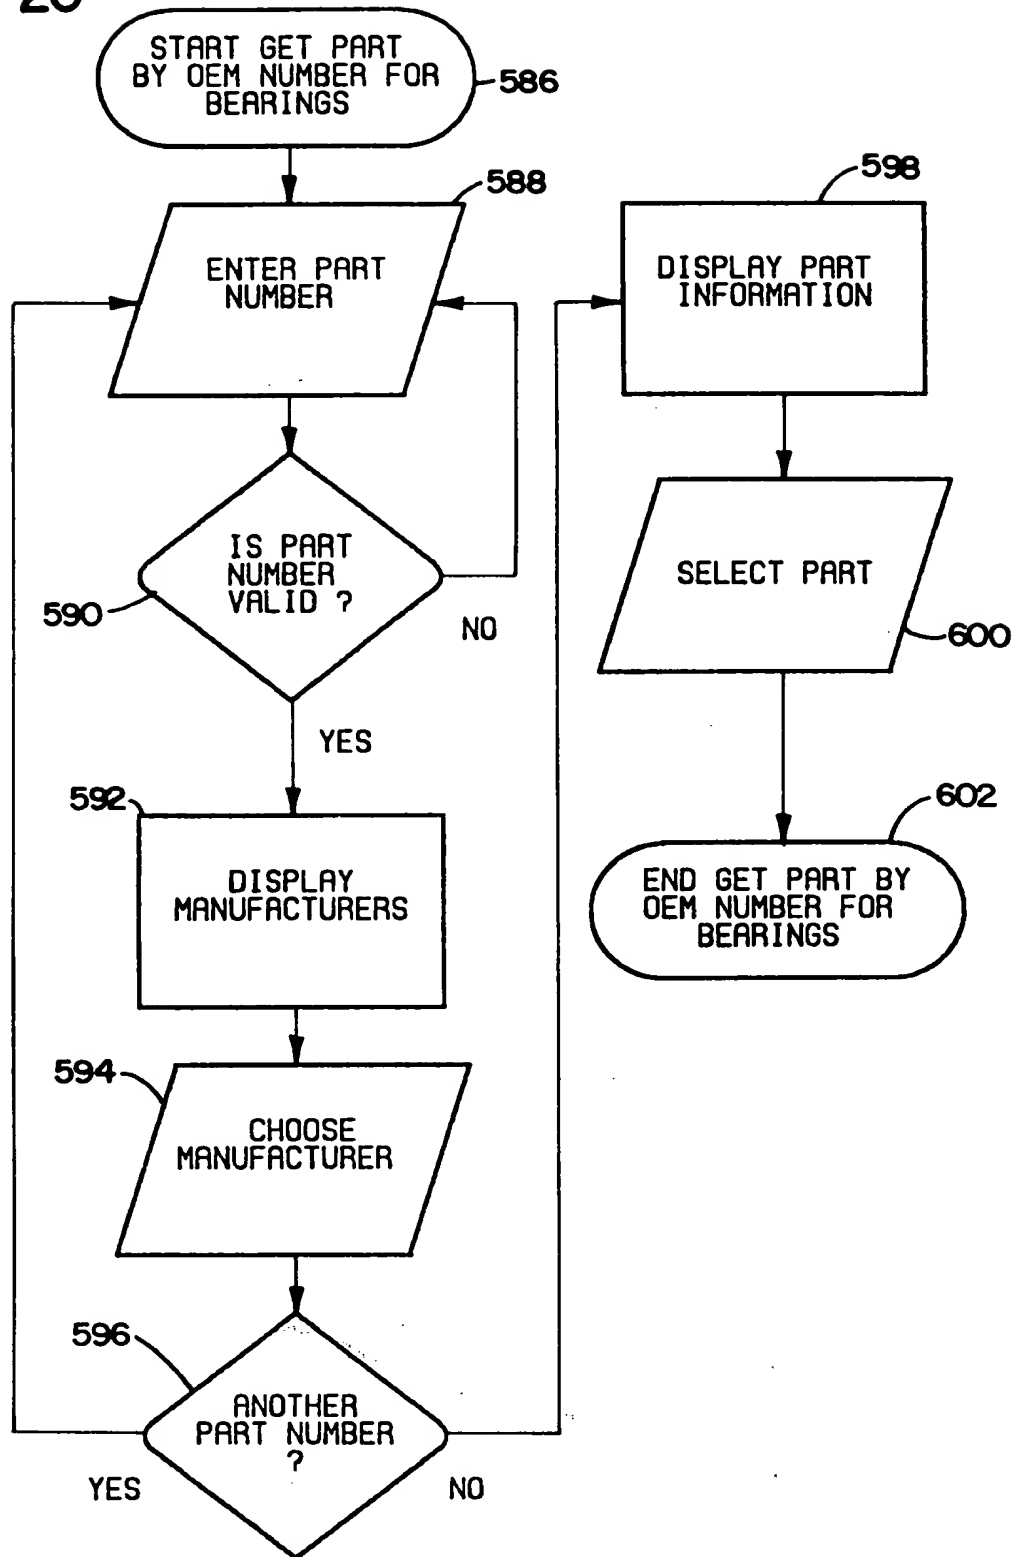 START GET PART
BY OEM NUMBER FOR
BEARINGS
586
588
ENTER PART
NUMBER
IS PART
NUMBER
VALID ?
590
NO
YES
592
DISPLAY
MANUFACTURERS
594
CHOOSE
MANUFACTURER
596
ANOTHER
PART NUMBER
?
YES
NO
598
DISPLAY PART
INFORMATION
SELECT PART
600
602
END GET PART BY
OEM NUMBER FOR
BEARINGS